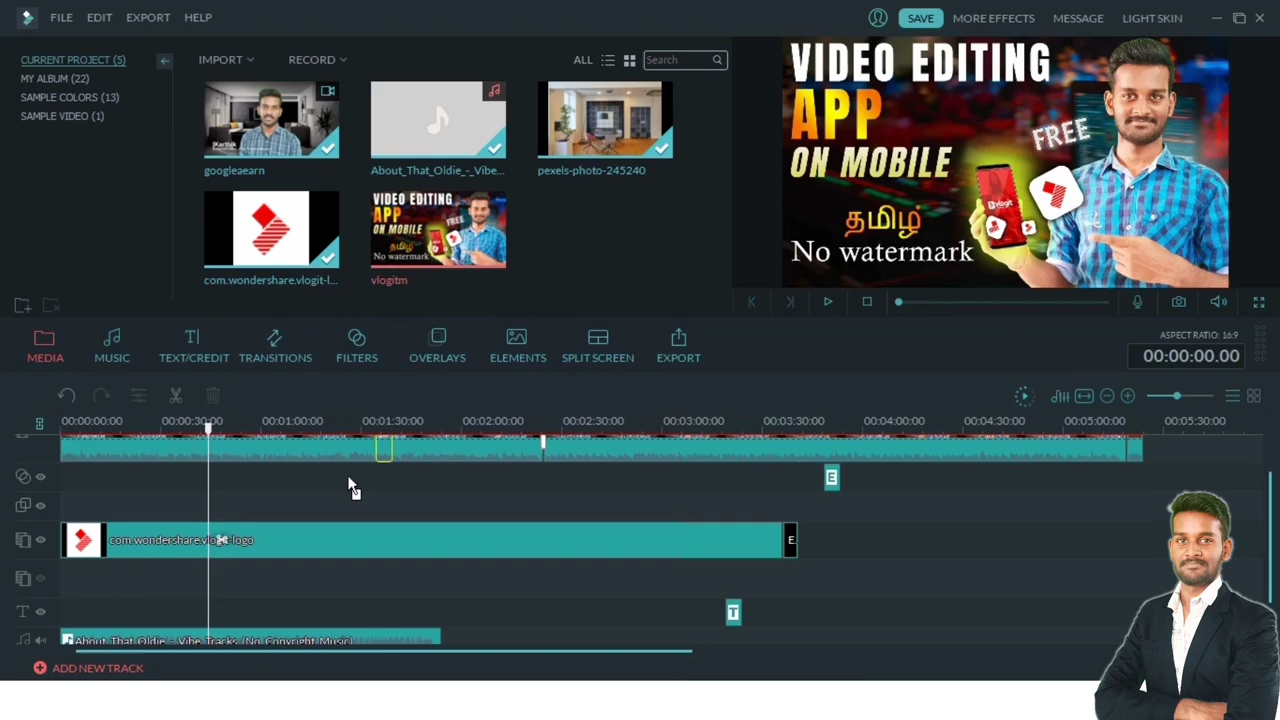 FILE EDIT EXPORT HELP
SAVE MORE EFFECTS MESSAGE LIGHT SKIN
CURRENT PROJECT (5)
MY ALBUM (22)
SAMPLE COLORS (13)
SAMPLE VIDEO (1)
IMPORT RECORD ALL Search
googleaearn About_That_Oldie_-_Vibe... pexels-photo-245240
com.wondershare.vlogit-l... vlogitm
VIDEO EDITING
APP
ON MOBILE
FREE
தமிழ்
No watermark
VIDEO EDITING
APP
ON MOBILE
FREE
தமிழ்
No watermark
vlogit
MEDIA MUSIC TEXT/CREDIT TRANSITIONS FILTERS OVERLAYS ELEMENTS SPLIT SCREEN EXPORT
ASPECT RATIO: 16:9
00:00:00.00
00:00:00:00 00:00:30:00 00:01:00:00 00:01:30:00 00:02:00:00 00:02:30:00 00:03:00:00 00:03:30:00 00:04:00:00 00:04:30:00 00:05:00:00 00:05:30:00
E
com.wondershare.vlogit-logo
E
T
About_That_Oldie_-_Vibe_Tracks (No_Copyright_Music)
ADD NEW TRACK